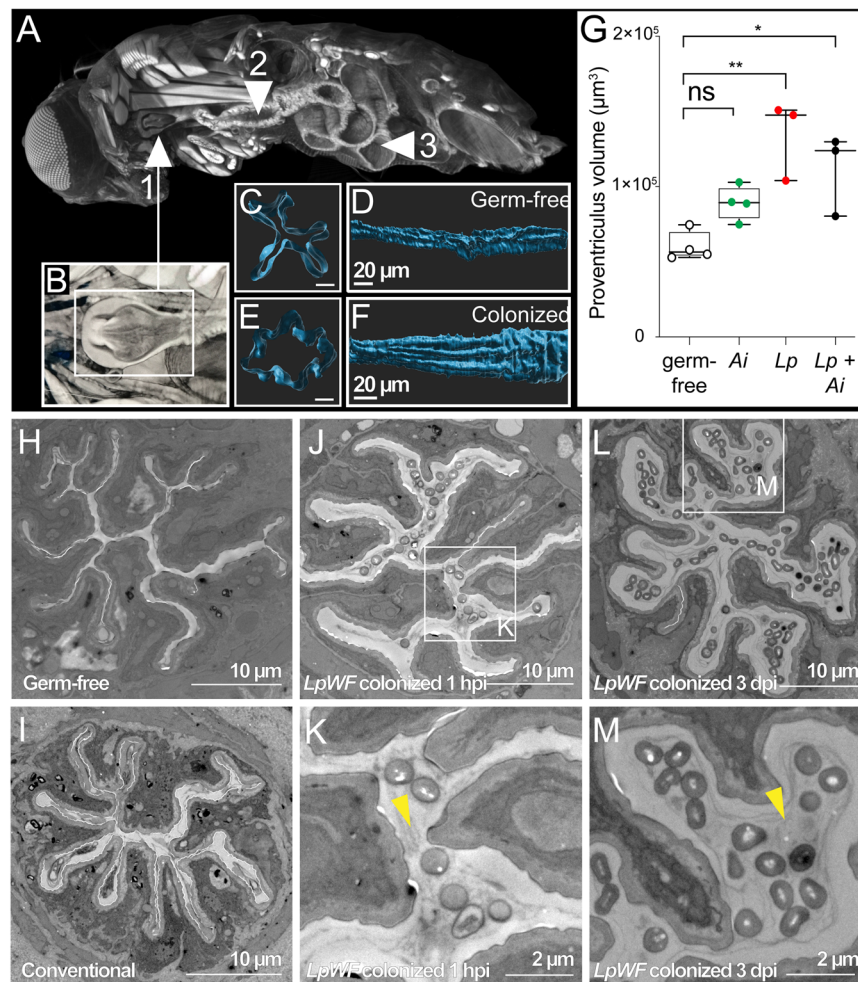 A
1
2
3
B
C
D
Germ-free
20 µm
E
F
Colonized
20 µm
G
Proventriculus volume (µm³)
2×10⁵
1×10⁵
0
ns
**
*
germ-
free
Ai
Lp
Lp +
Ai
H
Germ-free
10 µm
J
K
LpWF colonized 1 hpi
10 µm
L
M
LpWF colonized 3 dpi
10 µm
I
Conventional
10 µm
K
LpWF colonized 1 hpi
2 µm
M
LpWF colonized 3 dpi
2 µm